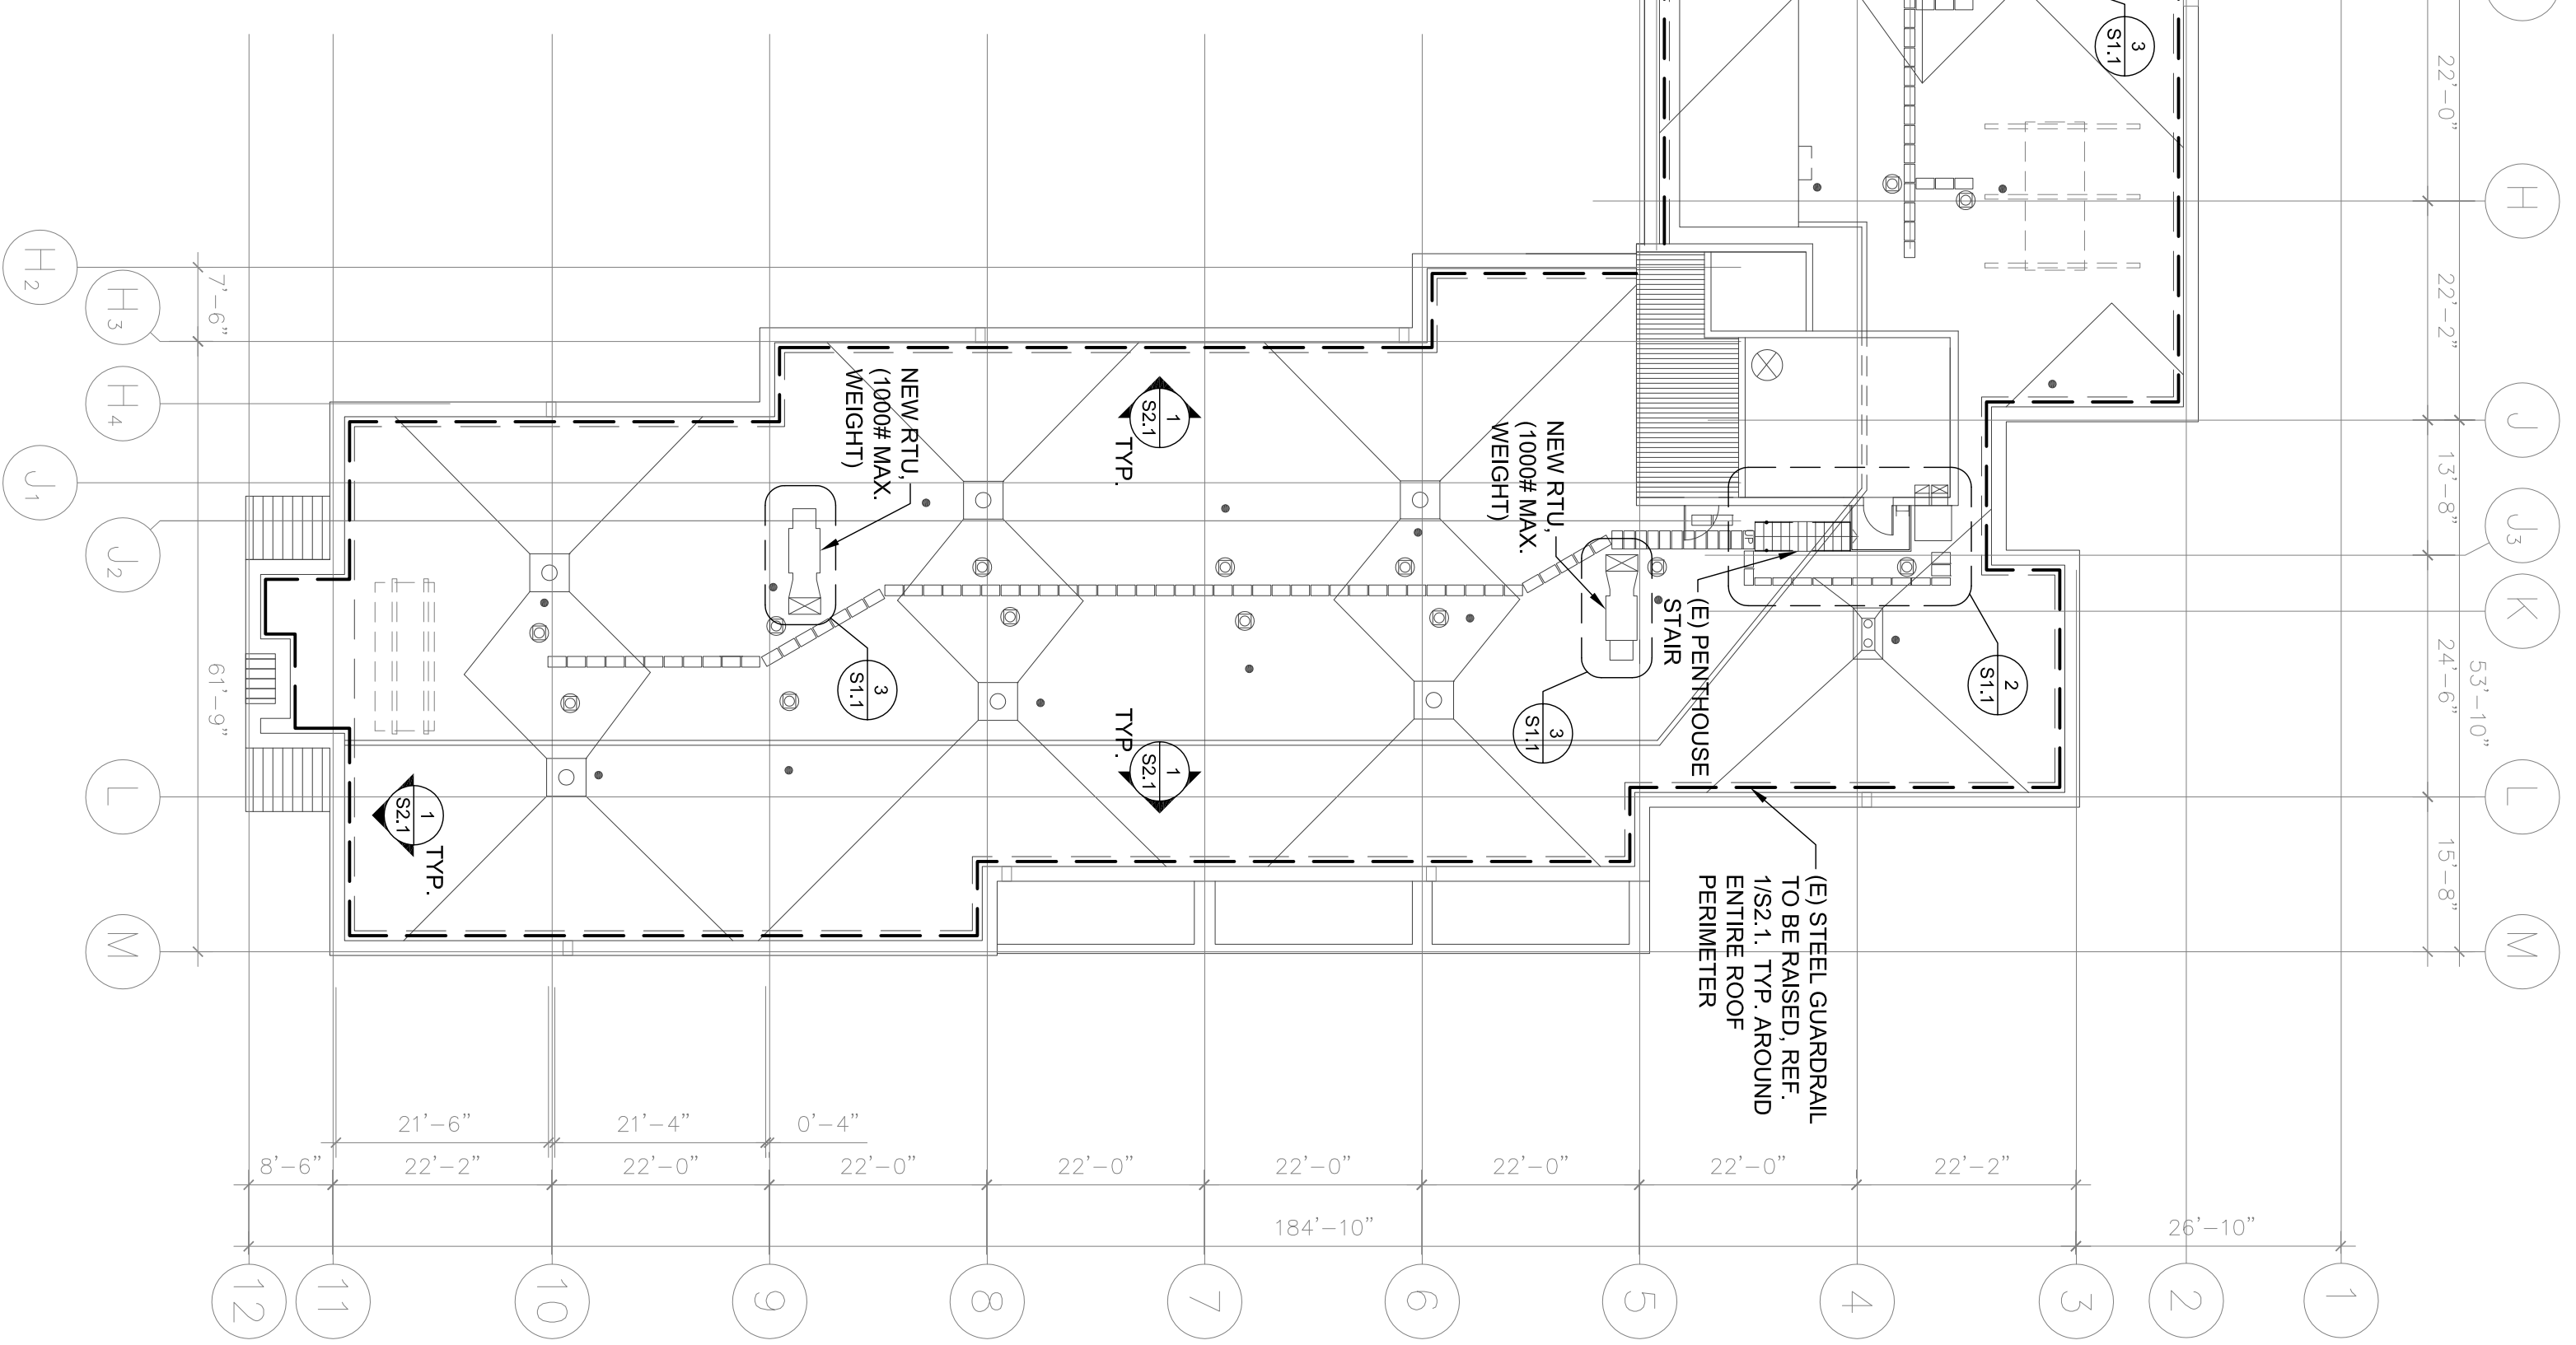 3
S1.1
22'-0"
H
H2
H3
7'-6"
22'-2"
H4
J
NEW RTU,
(1000# MAX.
WEIGHT)
1
S2.1
TYP.
NEW RTU,
(1000# MAX.
WEIGHT)
J1
13'-8"
J2
J3
UP
K
(E) PENTHOUSE
STAIR
3
S1.1
3
S1.1
2
S1.1
61'-9"
24'-6"
53'-10"
TYP.
1
S2.1
L
1
S2.1
TYP.
L
(E) STEEL GUARDRAIL
TO BE RAISED, REF.
1/S2.1. TYP. AROUND
ENTIRE ROOF
PERIMETER
15'-8"
M
M
21'-6"
21'-4"
0'-4"
8'-6"
22'-2"
22'-0"
22'-0"
22'-0"
22'-0"
22'-0"
22'-0"
22'-2"
184'-10"
26'-10"
12
11
10
9
8
7
6
5
4
3
2
1